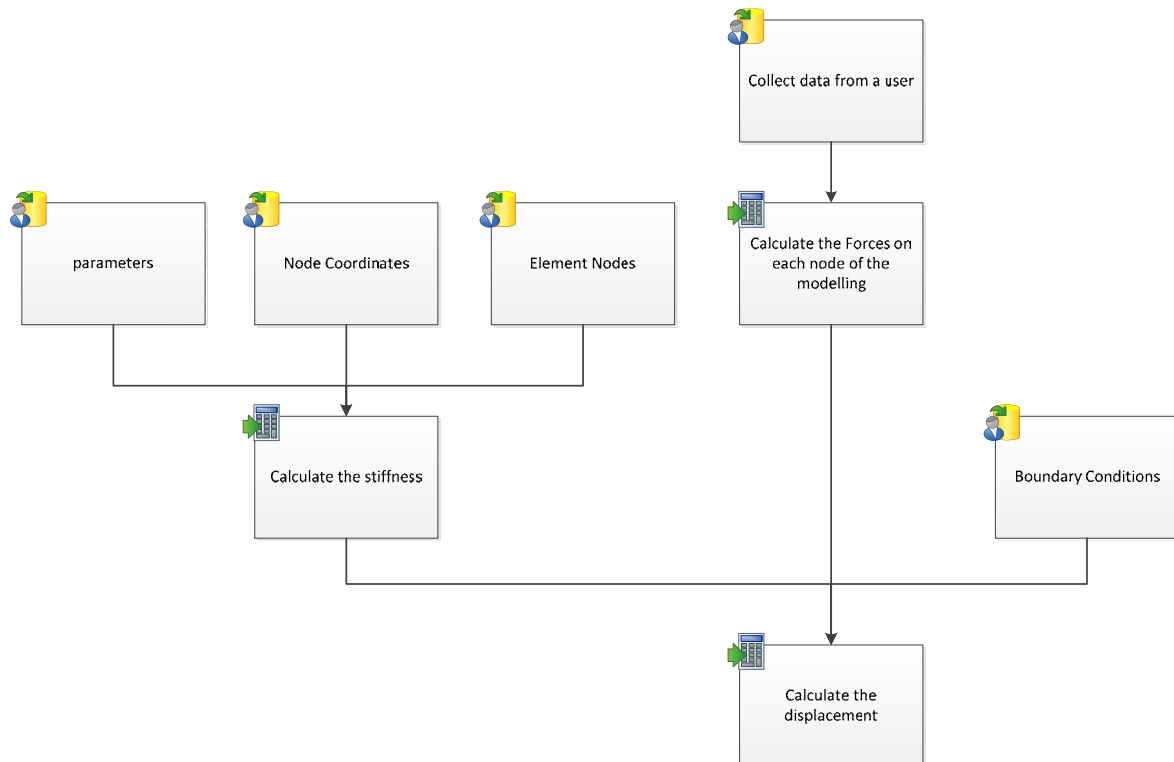 Collect data from a user
parameters
Node Coordinates
Element Nodes
Calculate the Forces on
each node of the
modelling
Calculate the stiffness
Boundary Conditions
Calculate the
displacement